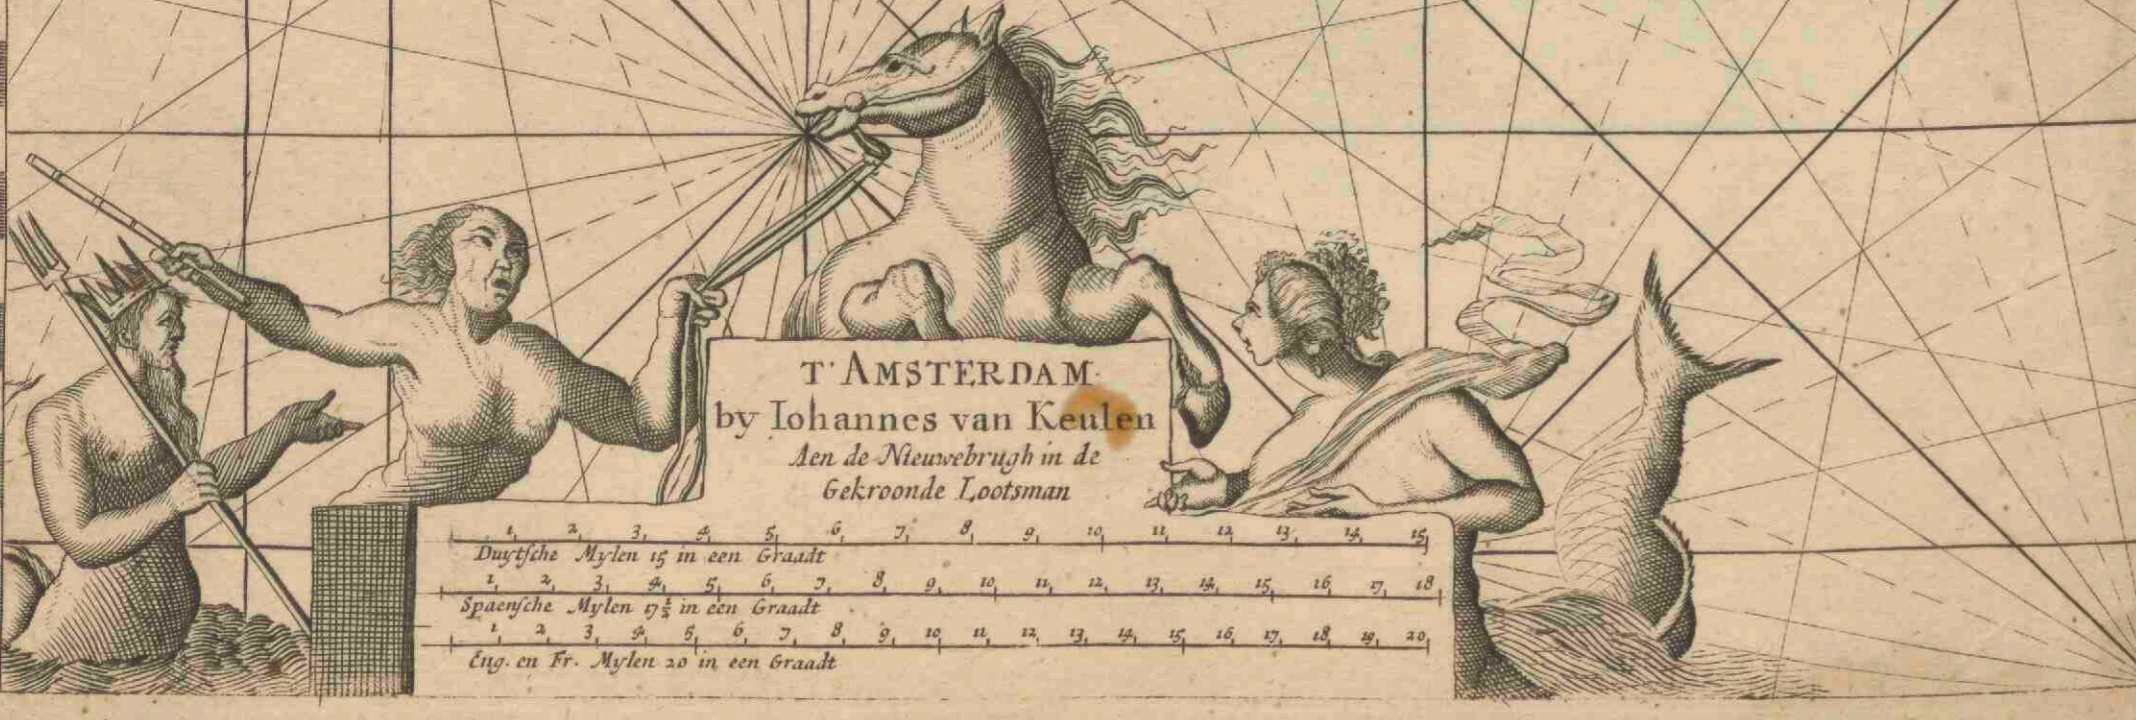 T' AMSTERDAM
by Iohannes van Keulen
Aen de Nieuwebrugh in de
Gekroonde Lootsman
1 2 3 4 5 6 7 8 9 10 11 12 13 14 15
Duytsche Mylen 15 in een Graadt
1 2 3 4 5 6 7 8 9 10 11 12 13 14 15 16 17 18
Spaensche Mylen 17½ in een Graadt
1 2 3 4 5 6 7 8 9 10 11 12 13 14 15 16 17 18 19 20
Eng. en Fr. Mylen 20 in een Graadt